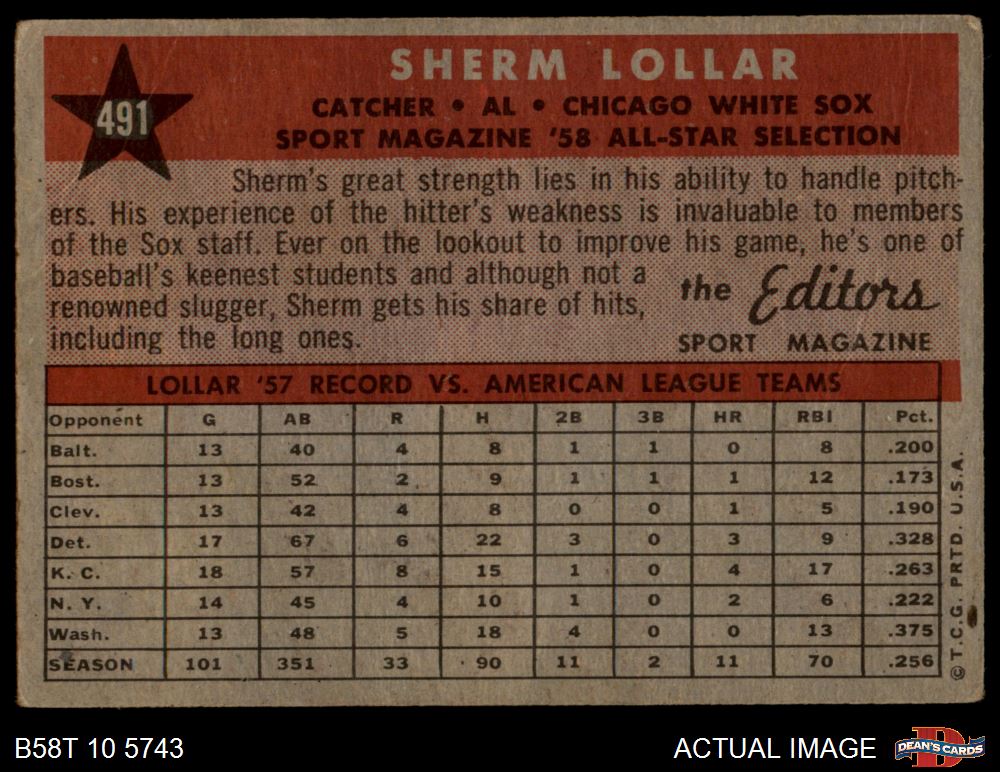 491
SHERM LOLLAR
CATCHER • AL • CHICAGO WHITE SOX
SPORT MAGAZINE '58 ALL-STAR SELECTION
Sherm's great strength lies in his ability to handle pitch-
ers. His experience of the hitter's weakness is invaluable to members
of the Sox staff. Ever on the lookout to improve his game, he's one of
baseball's keenest students and although not a
renowned slugger, Sherm gets his share of hits,
including the long ones.
the Editors
SPORT MAGAZINE
LOLLAR '57 RECORD VS. AMERICAN LEAGUE TEAMS
Opponent G AB R H 2B 3B HR RBI Pct.
Balt. 13 40 4 8 1 1 0 8 .200
Bost. 13 52 2 9 1 1 1 12 .173
Clev. 13 42 4 8 0 0 1 5 .190
Det. 17 67 6 22 3 0 3 9 .328
K. C. 18 57 8 15 1 0 4 17 .263
N. Y. 14 45 4 10 1 0 2 6 .222
Wash. 13 48 5 18 4 0 0 13 .375
SEASON 101 351 33 90 11 2 11 70 .256
© T.C.G. PRTD. U.S.A.
B58T 10 5743
ACTUAL IMAGE
D
DEAN'S CARDS